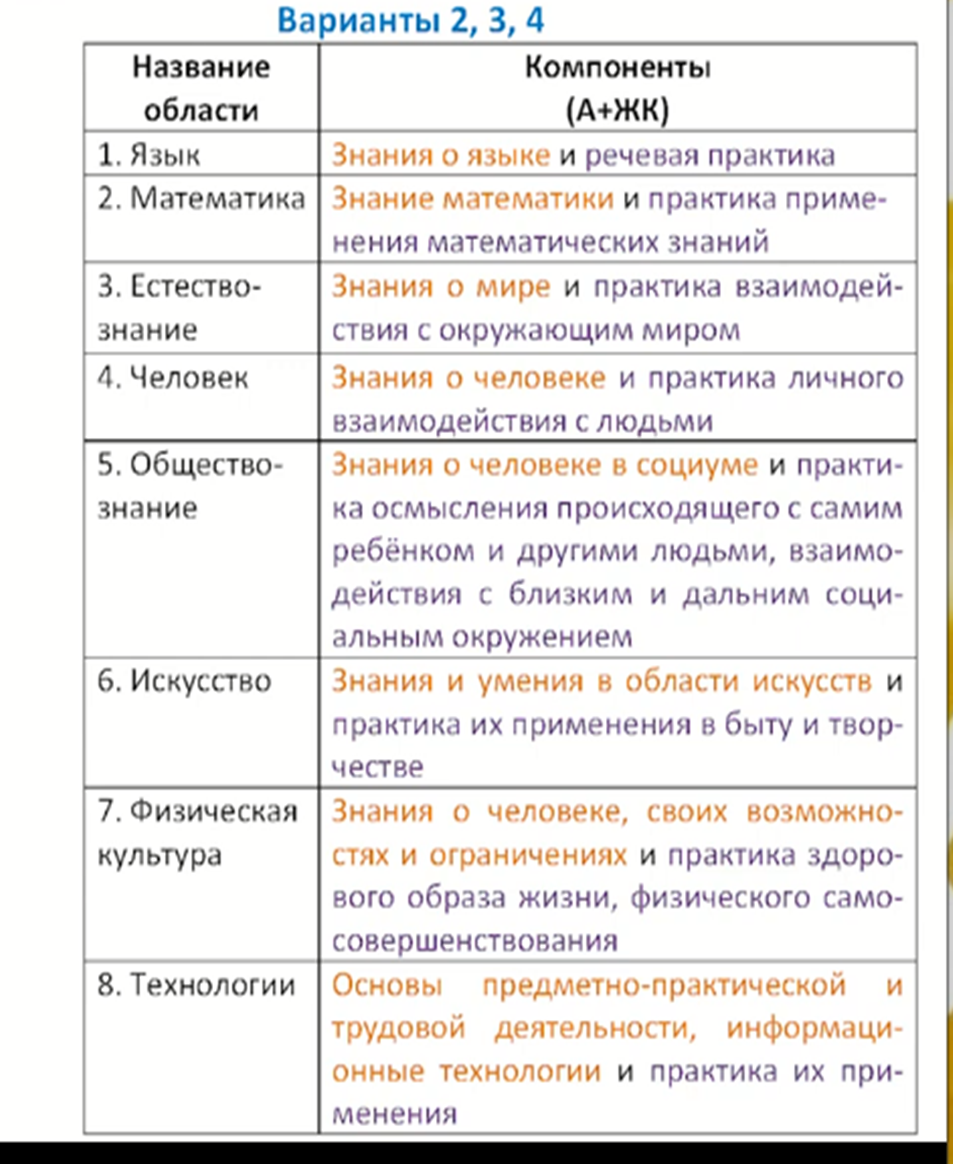 Варианты 2, 3, 4
Название
области
Компоненты
(А+ЖК)
1. Язык
Знания о языке и речевая практика
2. Математика
Знание математики и практика приме-
нения математических знаний
3. Естество-
знание
Знания о мире и практика взаимодей-
ствия с окружающим миром
4. Человек
Знания о человеке и практика личного
взаимодействия с людьми
5. Общество-
знание
Знания о человеке в социуме и практи-
ка осмысления происходящего с самим
ребёнком и другими людьми, взаимо-
действия с близким и дальним соци-
альным окружением
6. Искусство
Знания и умения в области искусств и
практика их применения в быту и твор-
честве
7. Физическая
культура
Знания о человеке, своих возможно-
стях и ограничениях и практика здоро-
вого образа жизни, физического само-
совершенствования
8. Технологии
Основы предметно-практической и
трудовой деятельности, информаци-
онные технологии и практика их при-
менения